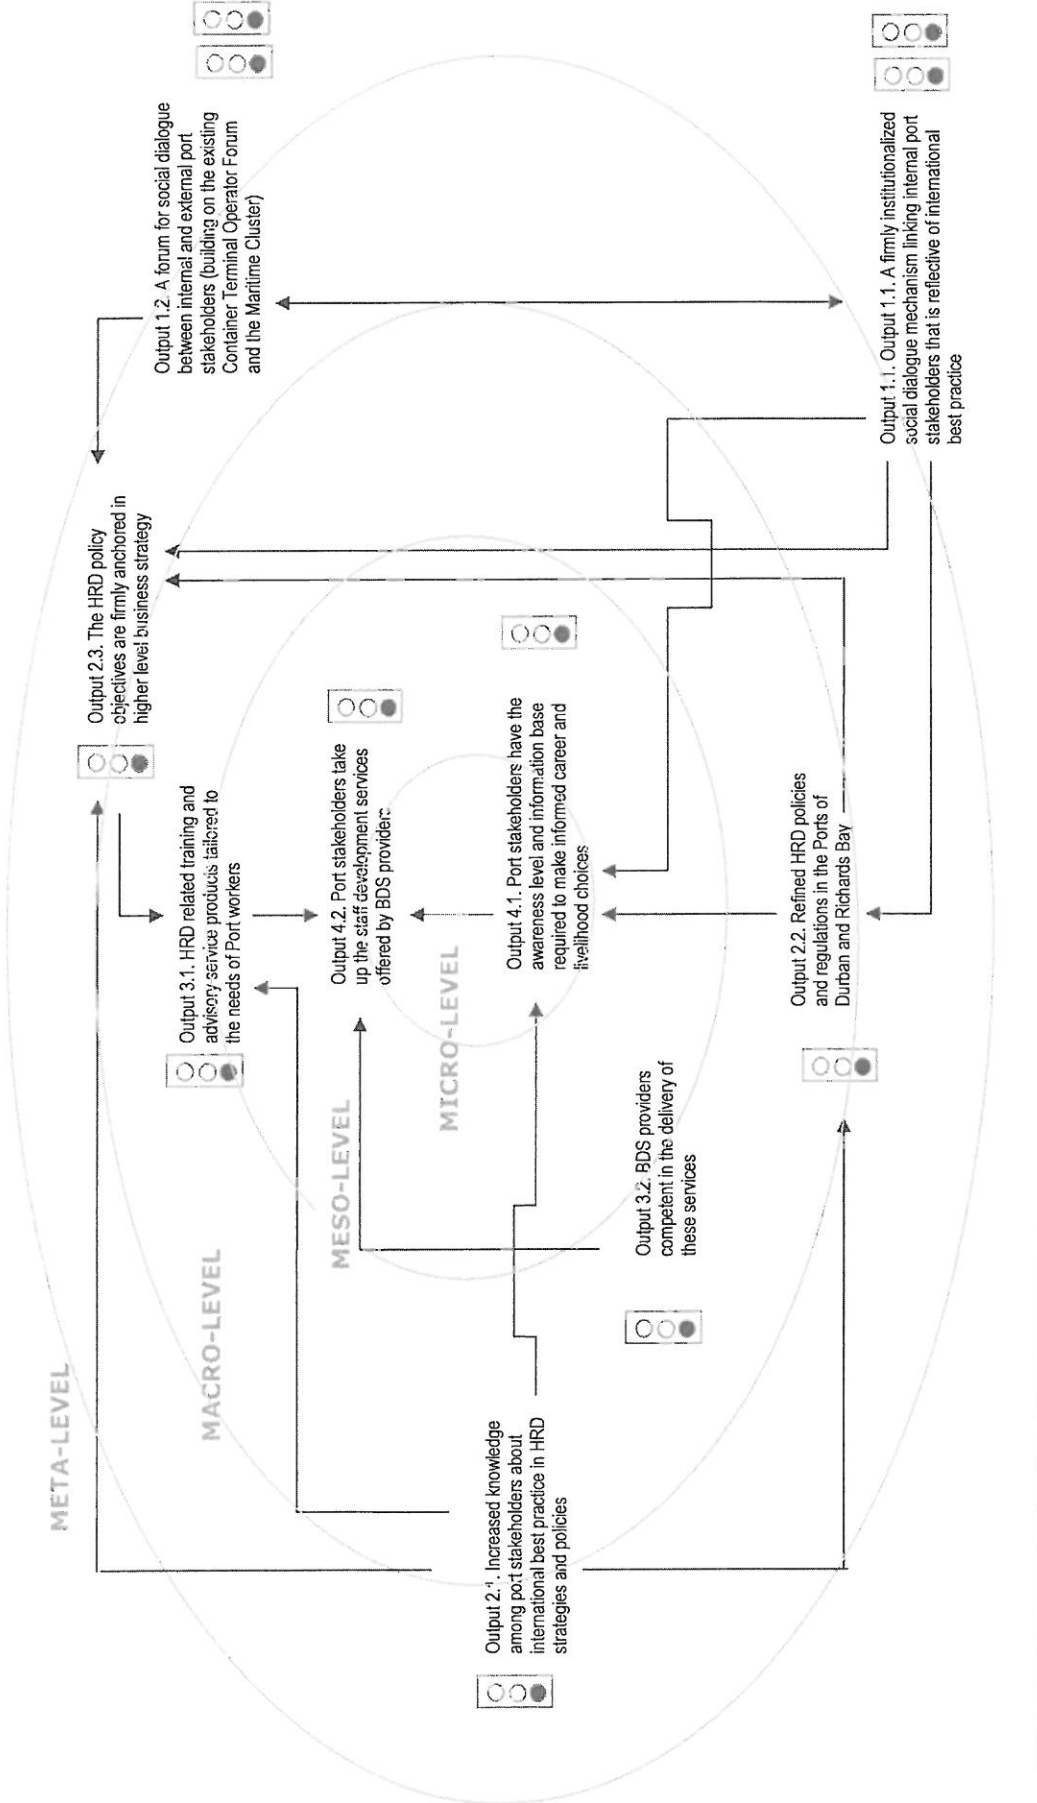 META-LEVEL
MACRO-LEVEL
MESO-LEVEL
MICRO-LEVEL
Output 2.3. The HRD policy
objectives are firmly anchored in
higher level business strategy
Output 1.2. A forum for social dialogue
between internal and external port
stakeholders (building on the existing
Container Terminal Operator Forum
and the Maritime Cluster)
Output 3.1. HRD related training and
advisory service products tailored to
the needs of Port workers
Output 4.2. Port stakeholders take
up the staff development services
offered by BDS providers
Output 4.1. Port stakeholders have the
awareness level and information base
required to make informed career and
livelihood choices
Output 2.1. Increased knowledge
among port stakeholders about
international best practice in HRD
strategies and policies
Output 3.2. BDS providers
competent in the delivery of
these services
Output 2.2. Refined HRD policies
and regulations in the Ports of
Durban and Richards Bay
Output 1.1. Output 1.1. A firmly institutionalized
social dialogue mechanism linking internal port
stakeholders that is reflective of international
best practice